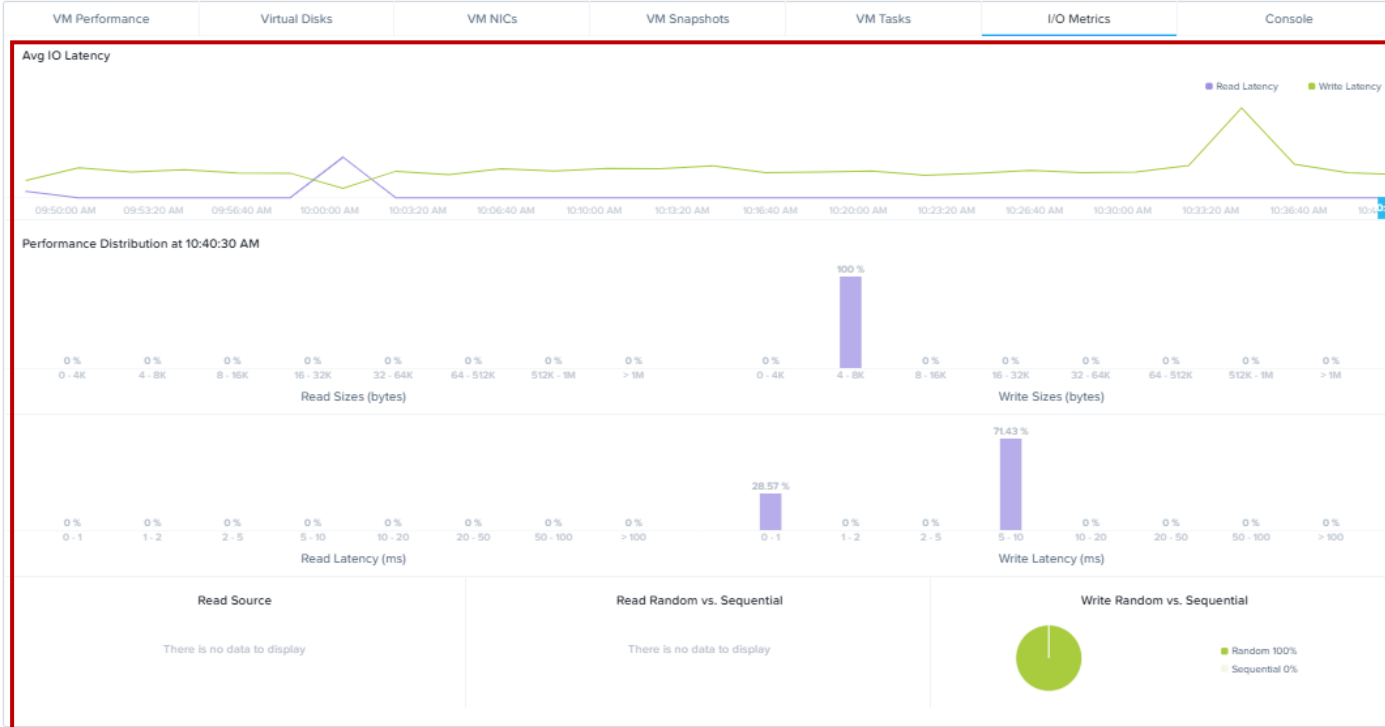 VM Performance Virtual Disks VM NICs VM Snapshots VM Tasks I/O Metrics Console
Avg IO Latency
Read Latency Write Latency
09:50:00 AM 09:53:20 AM 09:56:40 AM 10:00:00 AM 10:03:20 AM 10:06:40 AM 10:10:00 AM 10:13:20 AM 10:16:40 AM 10:20:00 AM 10:23:20 AM 10:26:40 AM 10:30:00 AM 10:33:20 AM 10:36:40 AM
Performance Distribution at 10:40:30 AM
100 %
0 % 0 % 0 % 0 % 0 % 0 % 0 % 0 % 0 % 0 % 0 % 0 % 0 % 0 % 0 %
0 - 4K 4 - 8K 8 - 16K 16 - 32K 32 - 64K 64 - 512K 512K - 1M > 1M 0 - 4K 4 - 8K 8 - 16K 16 - 32K 32 - 64K 64 - 512K 512K - 1M > 1M
Read Sizes (bytes) Write Sizes (bytes)
71.43 %
28.57 %
0 % 0 % 0 % 0 % 0 % 0 % 0 % 0 % 0 % 0 % 0 % 0 % 0 % 0 %
0 - 1 1 - 2 2 - 5 5 - 10 10 - 20 20 - 50 50 - 100 > 100 0 - 1 1 - 2 2 - 5 5 - 10 10 - 20 20 - 50 50 - 100 > 100
Read Latency (ms) Write Latency (ms)
Read Source Read Random vs. Sequential Write Random vs. Sequential
There is no data to display There is no data to display
Random 100%
Sequential 0%